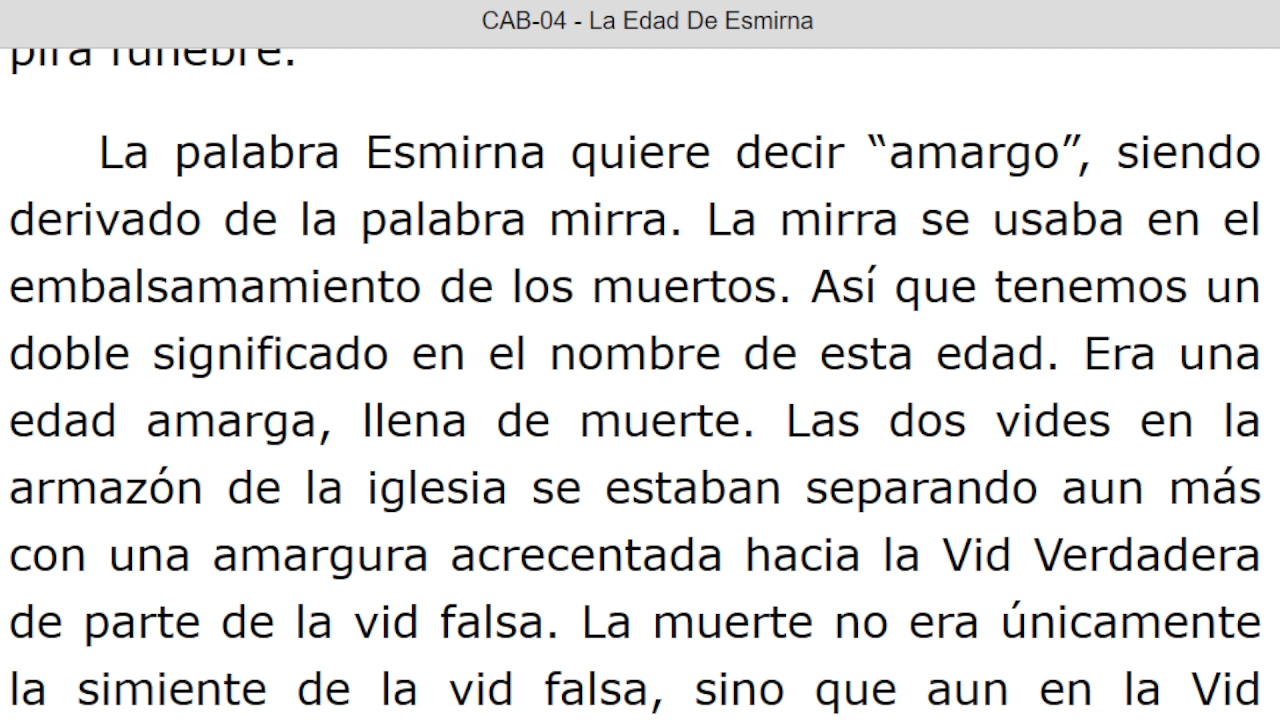 CAB-04 - La Edad De Esmirna
pira fúnebre.
La palabra Esmirna quiere decir “amargo”, siendo
derivado de la palabra mirra. La mirra se usaba en el
embalsamamiento de los muertos. Así que tenemos un
doble significado en el nombre de esta edad. Era una
edad amarga, llena de muerte. Las dos vides en la
armazón de la iglesia se estaban separando aun más
con una amargura acrecentada hacia la Vid Verdadera
de parte de la vid falsa. La muerte no era únicamente
la simiente de la vid falsa, sino que aun en la Vid